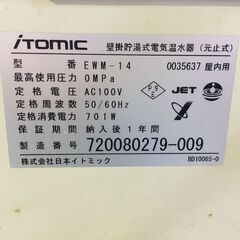 iTOMIC 壁掛貯湯式電気温水器（元止式）
型番 EWM-14 0035637 屋内用
最高使用圧力 0MPa
定格電圧 AC100V
定格周波数 50/60Hz
定格消費電力 701W
PSE JET
保証期間 納入後1年間
製造番号 720080279-009
株式会社日本イトミック BD10065-0